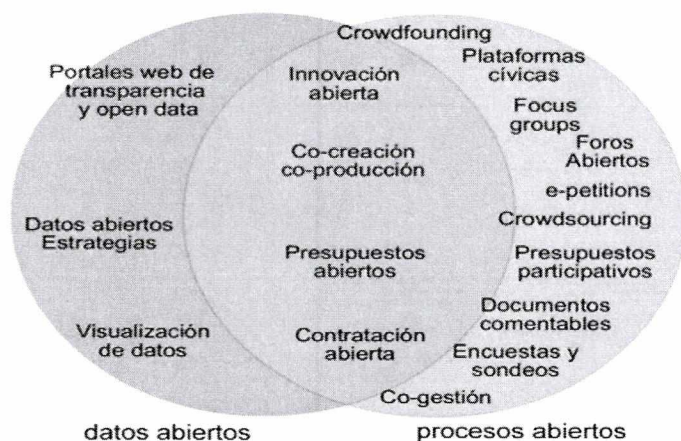 Portales web de
transparencia
y open data
Datos abiertos
Estrategias
Visualización
de datos
Innovación
abierta
Co-creación
co-producción
Presupuestos
abiertos
Contratación
abierta
Crowdfounding
Plataformas
cívicas
Focus
groups
Foros
Abiertos
e-petitions
Crowdsourcing
Presupuestos
participativos
Documentos
comentables
Encuestas y
sondeos
Co-gestión
datos abiertos
procesos abiertos